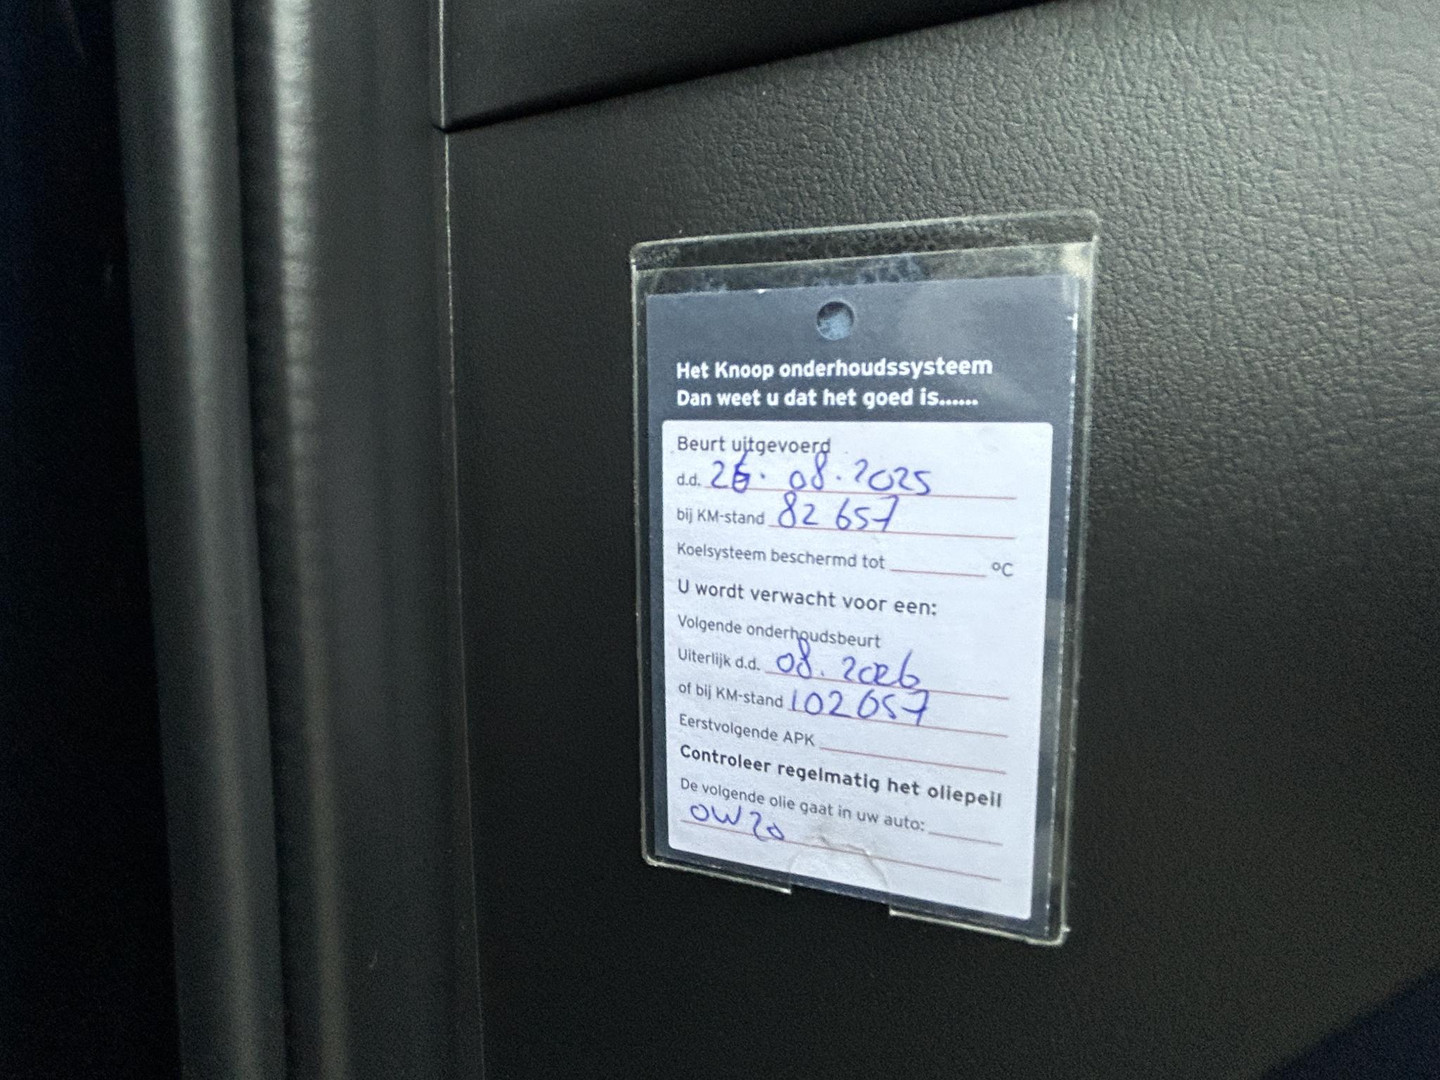 Het Knoop onderhoudssysteem
Dan weet u dat het goed is......
Beurt uitgevoerd
d.d. 26.08.2025
bij KM-stand 82 657
Koelsysteem beschermd tot ______ °C
U wordt verwacht voor een:
Volgende onderhoudsbeurt
Uiterlijk d.d. 08.2026
of bij KM-stand 102 657
Eerstvolgende APK
Controleer regelmatig het oliepeil
De volgende olie gaat in uw auto:
0W20